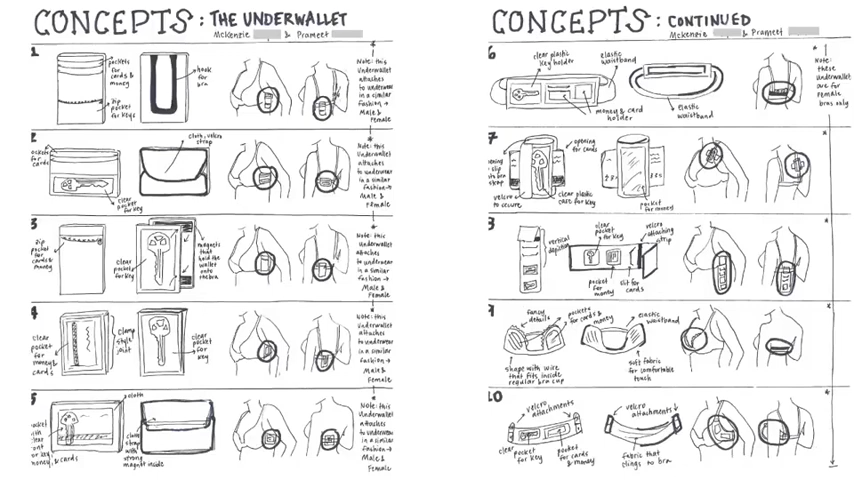 CONCEPTS: THE UNDERWALLET
McKenzie & Prameet
1
pockets
for
cards &
money
zip
pocket
for keys
hook
for
bra
Note: this
Underwallet
attaches
to underwear
in a similar
fashion →
Male &
Female
2
pockets for
cards
clear
pocket
for key
cloth, velcro
strap
Note: this
Underwallet
attaches
to underwear
in a similar
fashion →
Male &
Female
3
zip
pocket
for
cards &
money
clear
pocket
for key
magnets
that
hold the
wallet
onto
the bra
Note: this
Underwallet
attaches
to underwear
in a similar
fashion →
Male &
Female
4
clear
pocket
for
money &
cards
clamp
style
joint
clear
pocket
for
key
Note: this
Underwallet
attaches
to underwear
in a similar
fashion →
Male &
Female
5
cloth
for key,
money, & cards
strap
with
strong
magnet inside
Note: this
Underwallet
attaches
to underwear
in a similar
fashion →
Male &
Female
CONCEPTS: CONTINUED
McKenzie & Prameet
6
clear plastic
key holder
elastic
waistband
money & card
holder
elastic
waistband
Note:
these
Underwallets
are for
female
bras only
7
opening
for cards
velcro
to secure
clear plastic
case for key
pocket
for money
8
vertical
depiction
clear
pocket
for key
velcro
attaching
strip
pocket
for
money
slit for
cards
9
fancy
detail
pockets
for cards &
money
elastic
waistband
shape with wire
that fits inside
regular bra cup
soft fabric
for comfortable
touch
10
velcro
attachments
clear
pocket
for key
pocket
for cards
& money
velcro
attachments
fabric that
clings to bra